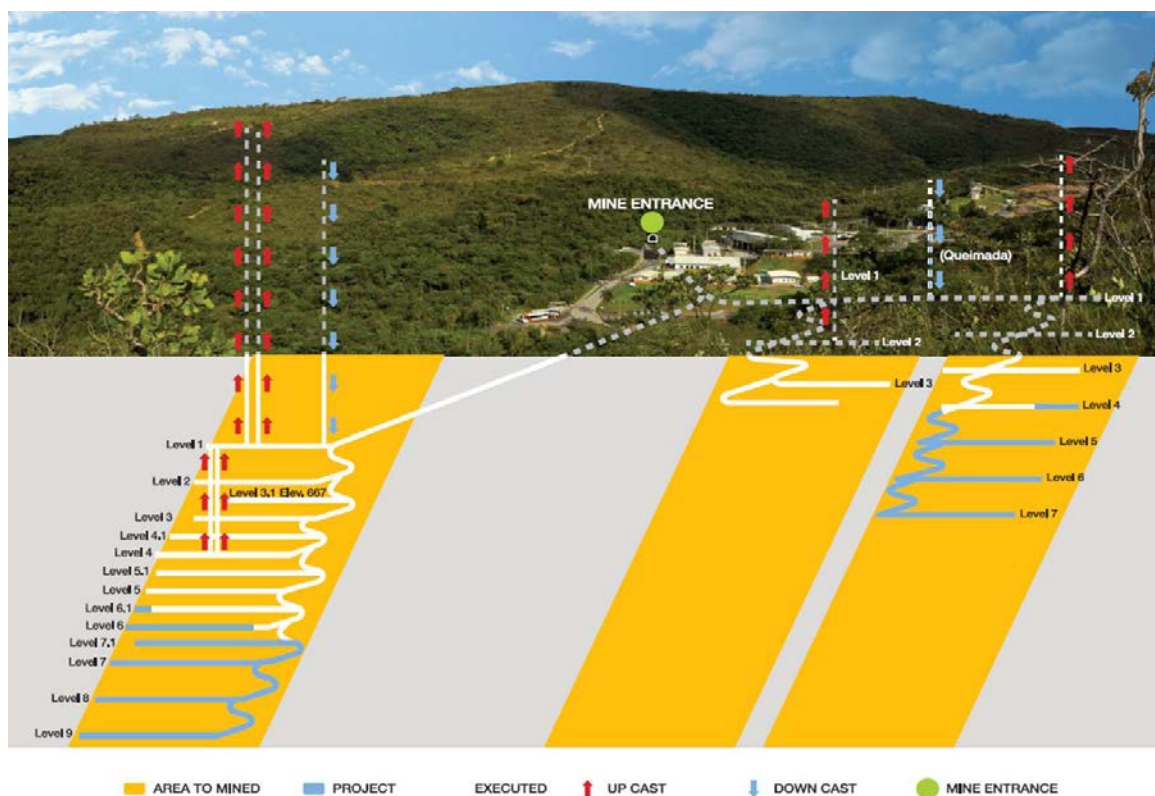 MINE ENTRANCE
D
(Queimada)
Level 1
Level 1
Level 2
Level 2
Level 3
Level 3
Level 4
Level 5
Level 6
Level 7
Level 1
Level 2
Level 3.1 Elev. 667
Level 3
Level 4.1
Level 4
Level 5.1
Level 5
Level 6.1
Level 6
Level 7.1
Level 7
Level 8
Level 9
AREA TO MINED PROJECT EXECUTED UP CAST DOWN CAST MINE ENTRANCE